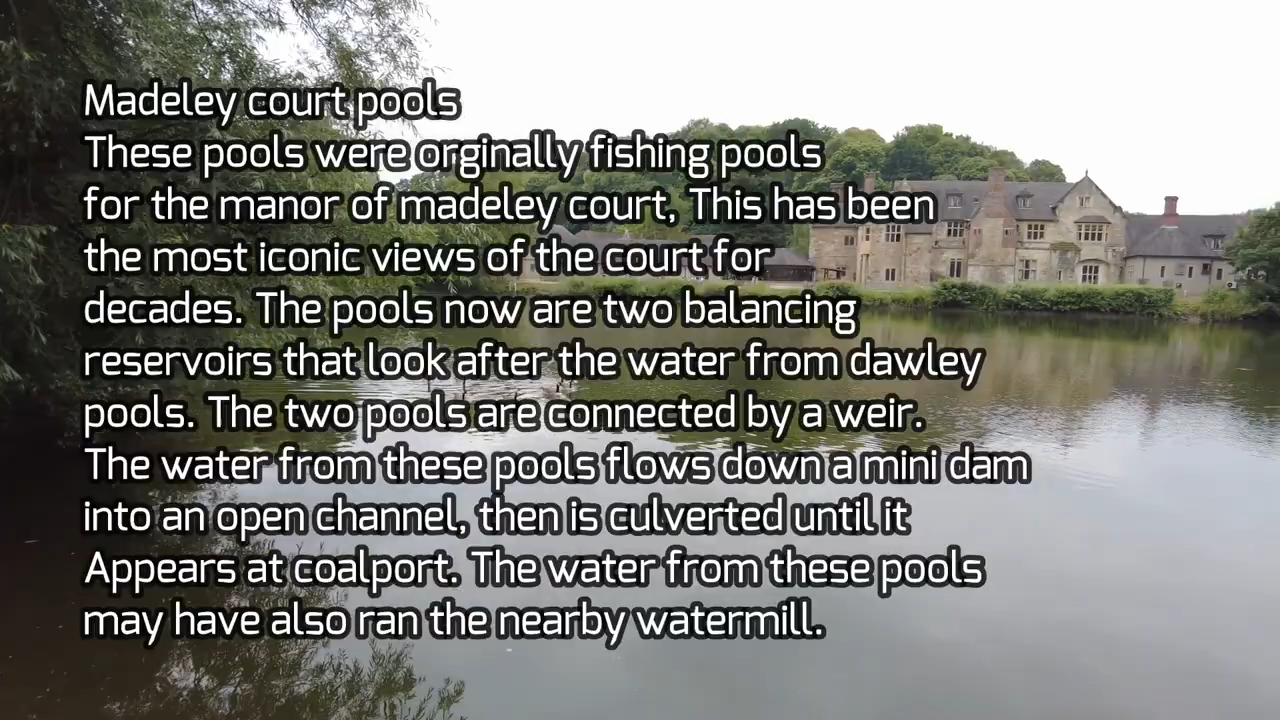 Madeley court pools
These pools were orginally fishing pools
for the manor of madeley court, This has been
the most iconic views of the court for
decades. The pools now are two balancing
reservoirs that look after the water from dawley
pools. The two pools are connected by a weir.
The water from these pools flows down a mini dam
into an open channel, then is culverted until it
Appears at coalport. The water from these pools
may have also ran the nearby watermill.